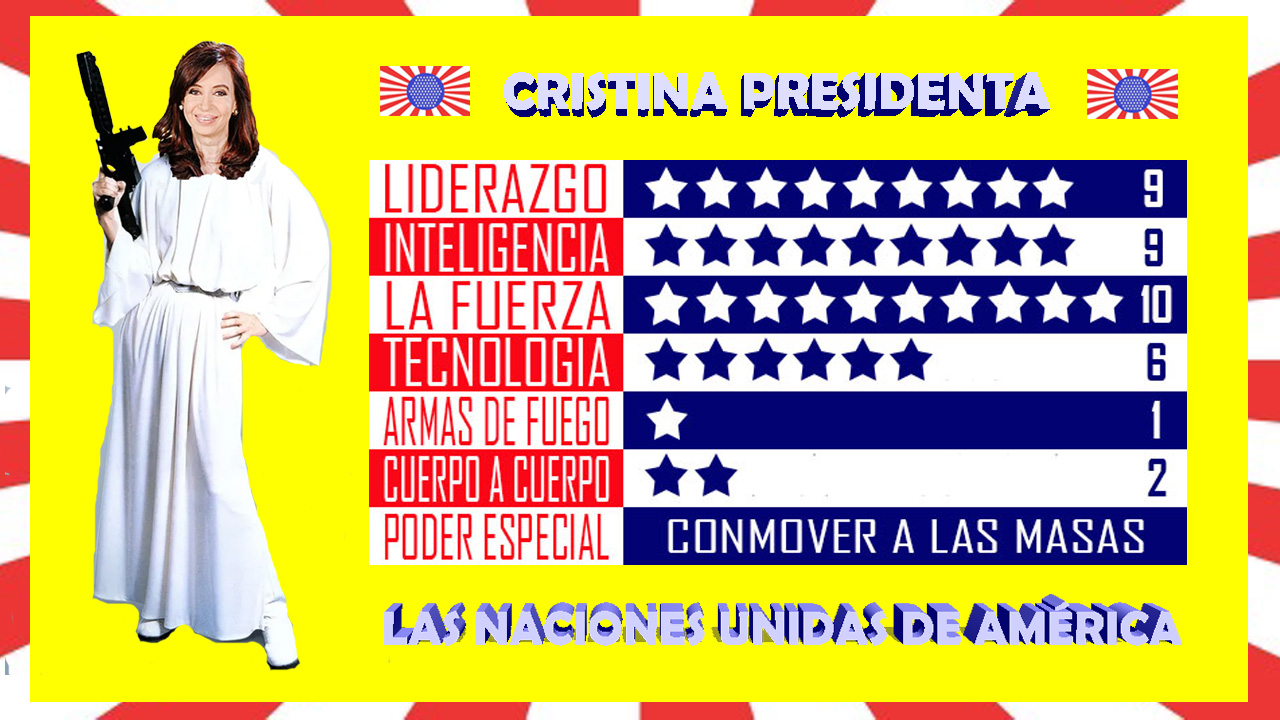 CRISTINA PRESIDENTA
LIDERAZGO 9
INTELIGENCIA 9
LA FUERZA 10
TECNOLOGIA 6
ARMAS DE FUEGO 1
CUERPO A CUERPO 2
PODER ESPECIAL CONMOVER A LAS MASAS
LAS NACIONES UNIDAS DE AMÉRICA